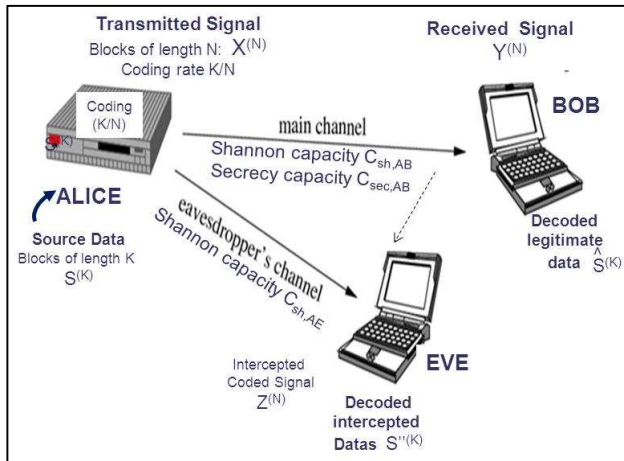 Transmitted Signal
Blocks of length N: X(N)
Coding rate K/N
Received Signal
Y(N)
Coding
(K/N)
S(K)
BOB
main channel
Shannon capacity Csh,AB
Secrecy capacity Csec,AB
ALICE
eavesdropper's channel
Shannon capacity Csh,AE
Source Data
Blocks of length K
S(K)
Decoded
legitimate
data Ŝ(K)
Intercepted
Coded Signal
Z(N)
EVE
Decoded
intercepted
Datas S''(K)